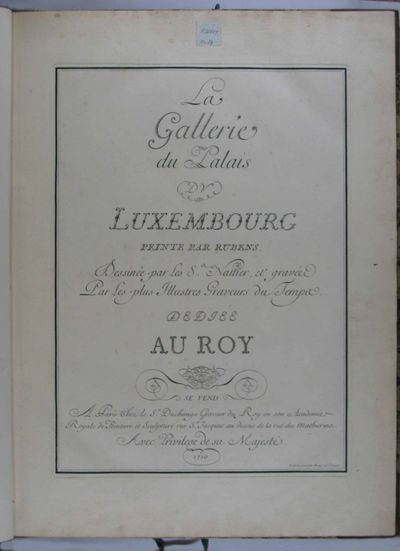 La
Gallerie
du Palais
DV
LUXEMBOURG
PEINTE PAR RUBENS,
Dessinée par les S.rs Nattier, et gravée
Par les plus Illustres Graveurs du Temps.
DEDIÉE
AU ROY
SE VEND
A Paris Chez le S.r Duchange Graveur du Roy en son Academie
Royale de Peinture et Sculpture rue S.t Jacques au dessus de la rue des Mathurins.
Avec Privilege de sa Majesté
1710